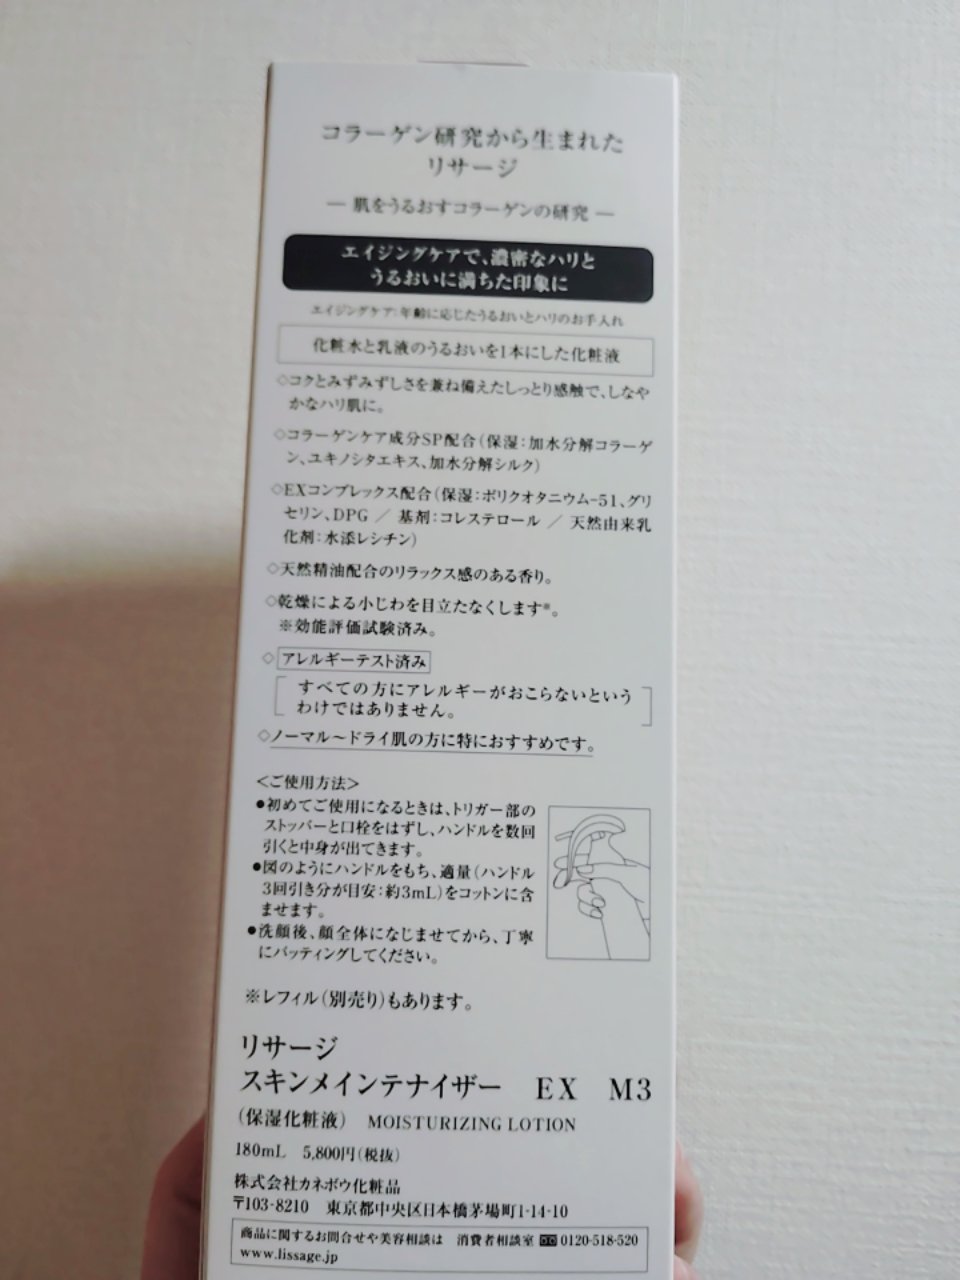 コラーゲン研究から生まれた
リサージ
― 肌をうるおすコラーゲンの研究 ―
エイジングケアで、濃密なハリと
うるおいに満ちた印象に
エイジングケア:年齢に応じたうるおいとハリのお手入れ
化粧水と乳液のうるおいを1本にした化粧液
◇コクとみずみずしさを兼ね備えたしっとり感触で、しなや
かなハリ肌に。
◇コラーゲンケア成分SP配合(保湿:加水分解コラーゲ
ン、ユキノシタエキス、加水分解シルク)
◇EXコンプレックス配合(保湿:ポリクオタニウム-51、グリ
セリン、DPG / 基剤:コレステロール / 天然由来乳
化剤:水添レシチン)
◇天然精油配合のリラックス感のある香り。
◇乾燥による小じわを目立たなくします※。
※効能評価試験済み。
◇アレルギーテスト済み
[すべての方にアレルギーがおこらないという
わけではありません。]
◇ノーマル〜ドライ肌の方に特におすすめです。
<ご使用方法>
●初めてご使用になるときは、トリガー部の
ストッパーと口栓をはずし、ハンドルを数回
引くと中身が出てきます。
●図のようにハンドルをもち、適量(ハンドル
3回引き分が目安:約3mL)をコットンに含
ませます。
●洗顔後、顔全体になじませてから、丁寧
にパッティングしてください。
※レフィル(別売り)もあります。
リサージ
スキンメインテナイザー EX M3
(保湿化粧液) MOISTURIZING LOTION
180mL 5,800円(税抜)
株式会社カネボウ化粧品
〒103-8210 東京都中央区日本橋茅場町1-14-10
商品に関するお問合せや美容相談は 消費者相談室 0120-518-520
www.lissage.jp